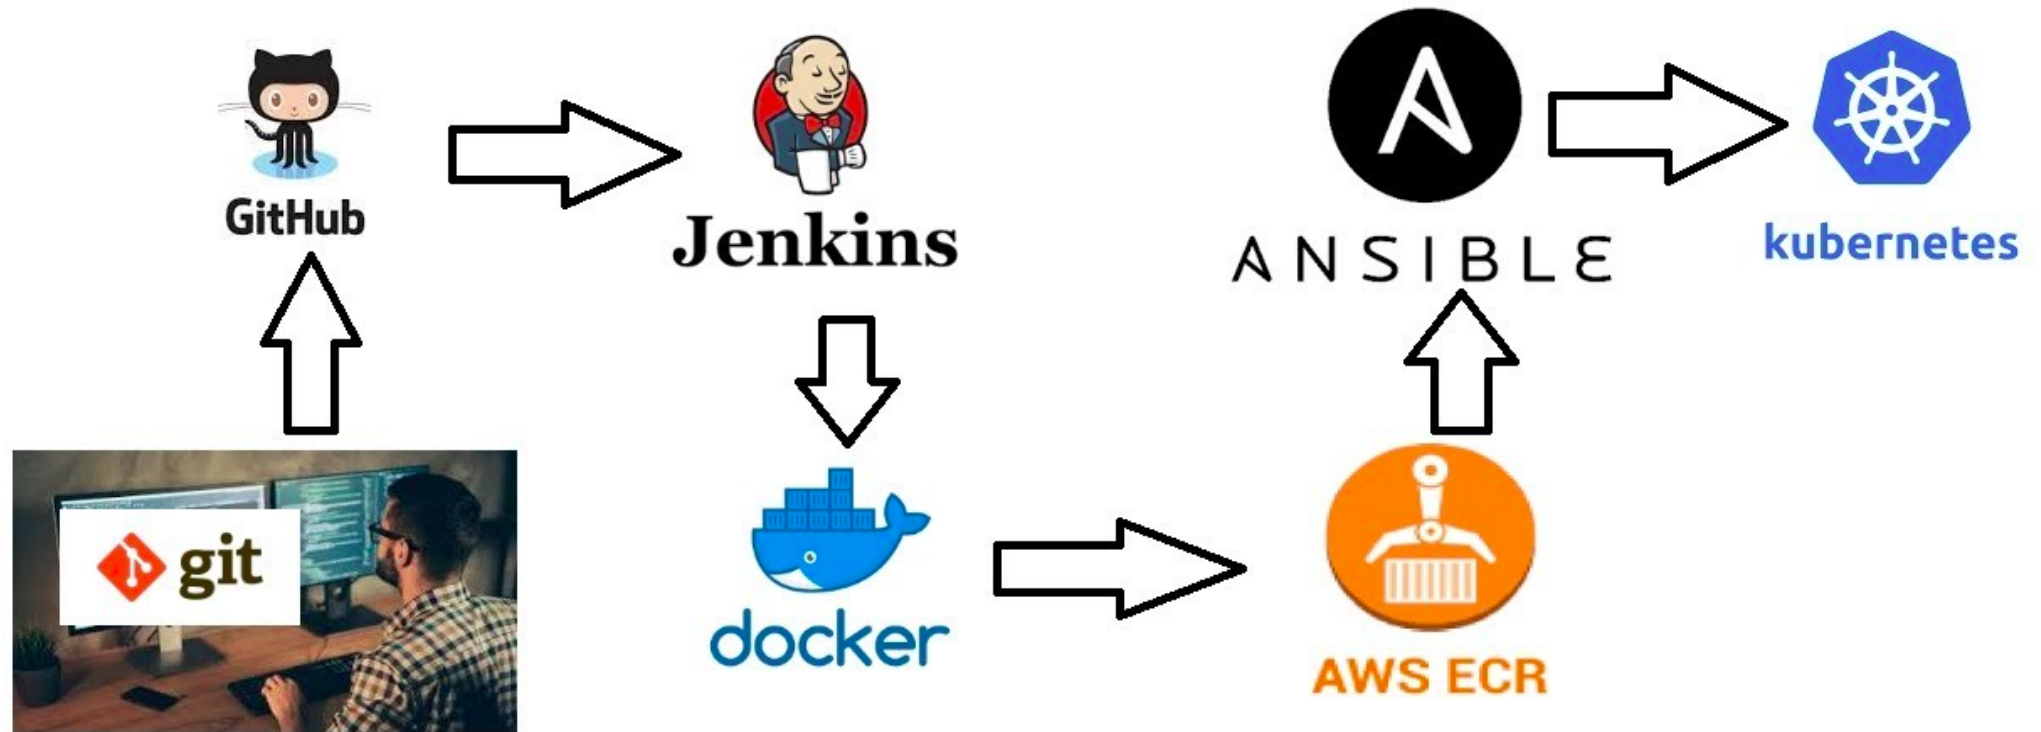 GitHub
Jenkins
ANSIBLE
kubernetes
git
docker
AWS ECR